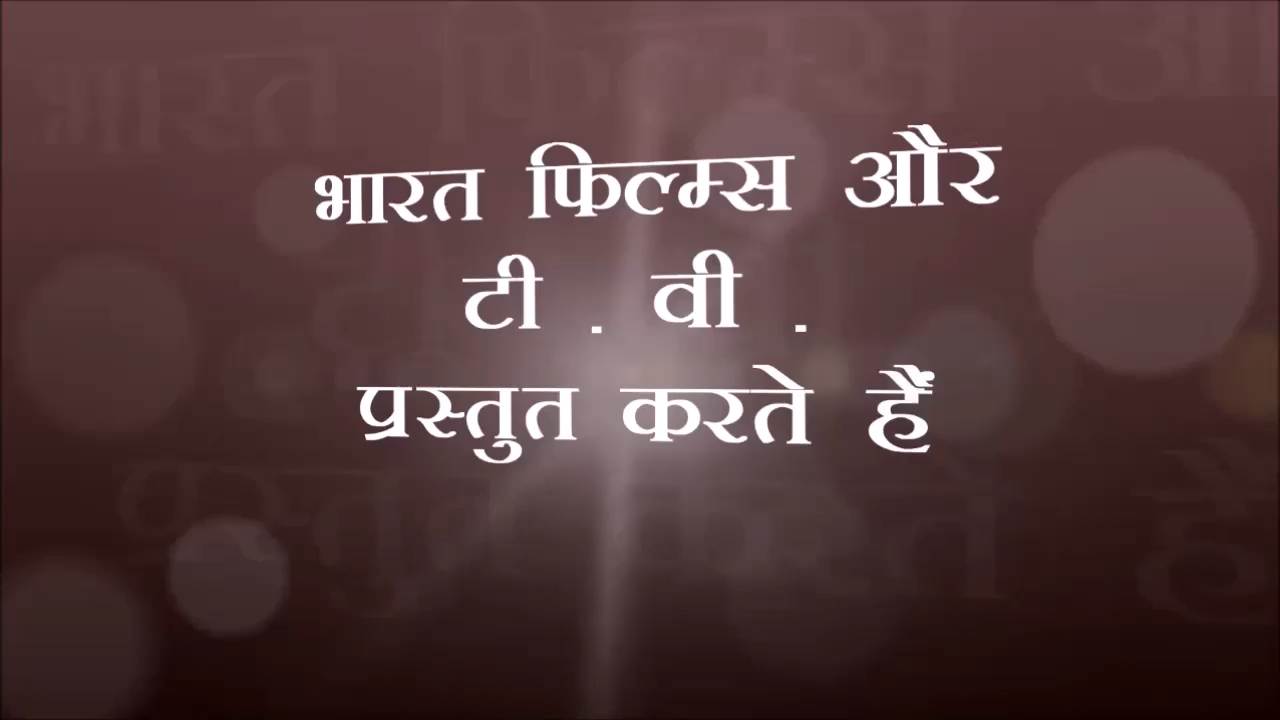 भारत फिल्म्स और
टी . वी .
प्रस्तुत करते हैं